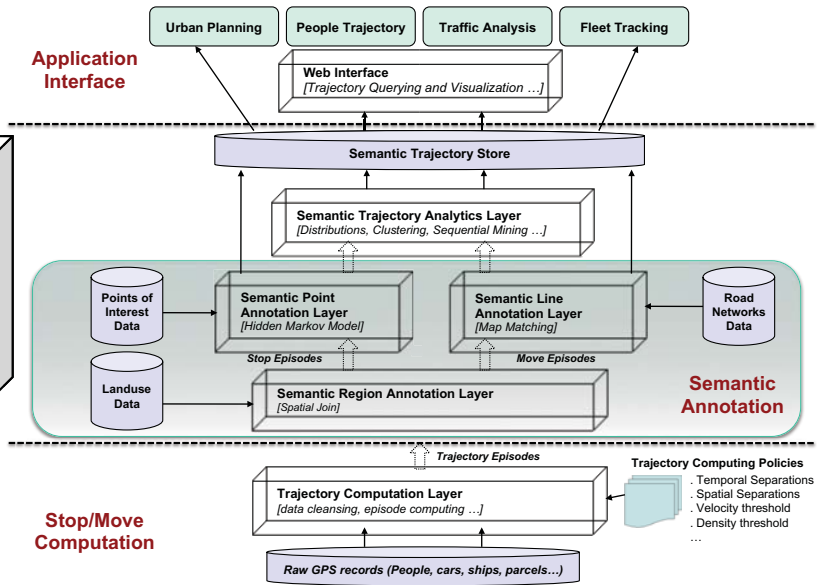 Urban Planning
People Trajectory
Traffic Analysis
Fleet Tracking
Application
Interface
Web Interface
[Trajectory Querying and Visualization …]
Semantic Trajectory Store
Semantic Trajectory Analytics Layer
[Distributions, Clustering, Sequential Mining …]
Points of
Interest
Data
Semantic Point
Annotation Layer
[Hidden Markov Model]
Semantic Line
Annotation Layer
[Map Matching]
Road
Networks
Data
Stop Episodes
Move Episodes
Landuse
Data
Semantic Region Annotation Layer
[Spatial Join]
Semantic
Annotation
Trajectory Episodes
Stop/Move
Computation
Trajectory Computation Layer
[data cleansing, episode computing …]
Trajectory Computing Policies
. Temporal Separations
. Spatial Separations
. Velocity threshold
. Density threshold
…
Raw GPS records (People, cars, ships, parcels…)